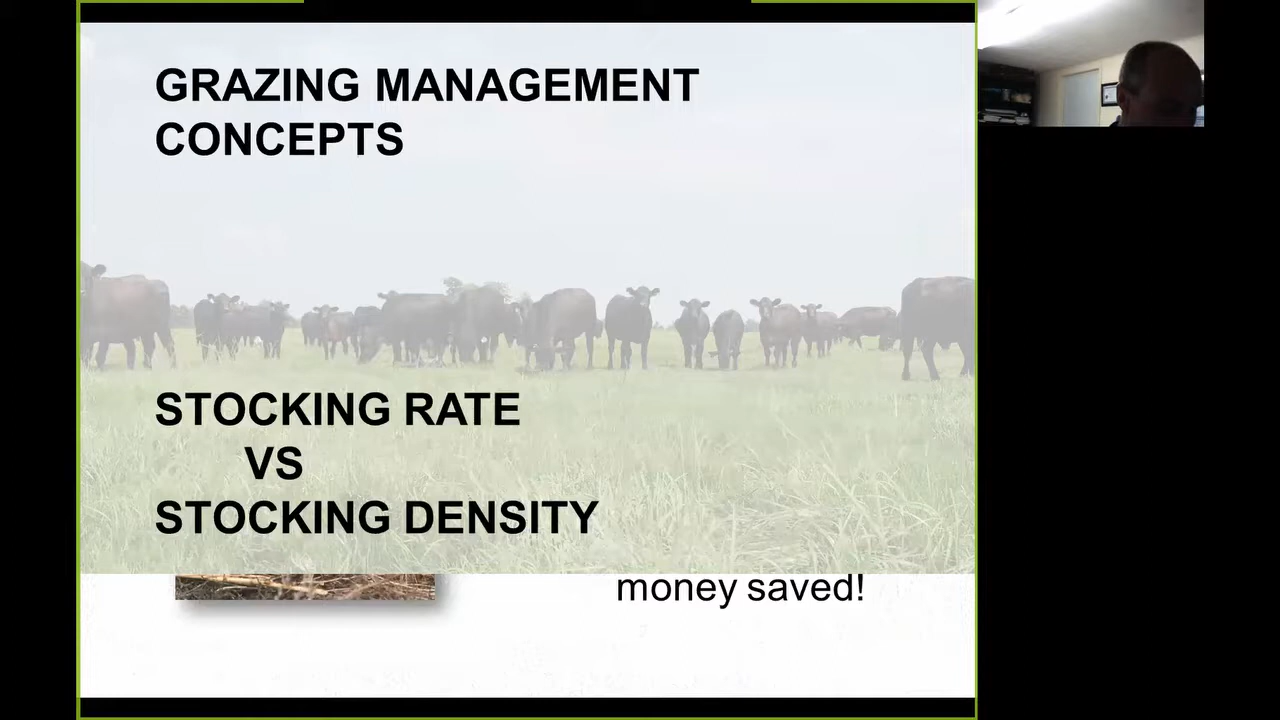 GRAZING MANAGEMENT
CONCEPTS
STOCKING RATE
VS
STOCKING DENSITY
money saved!